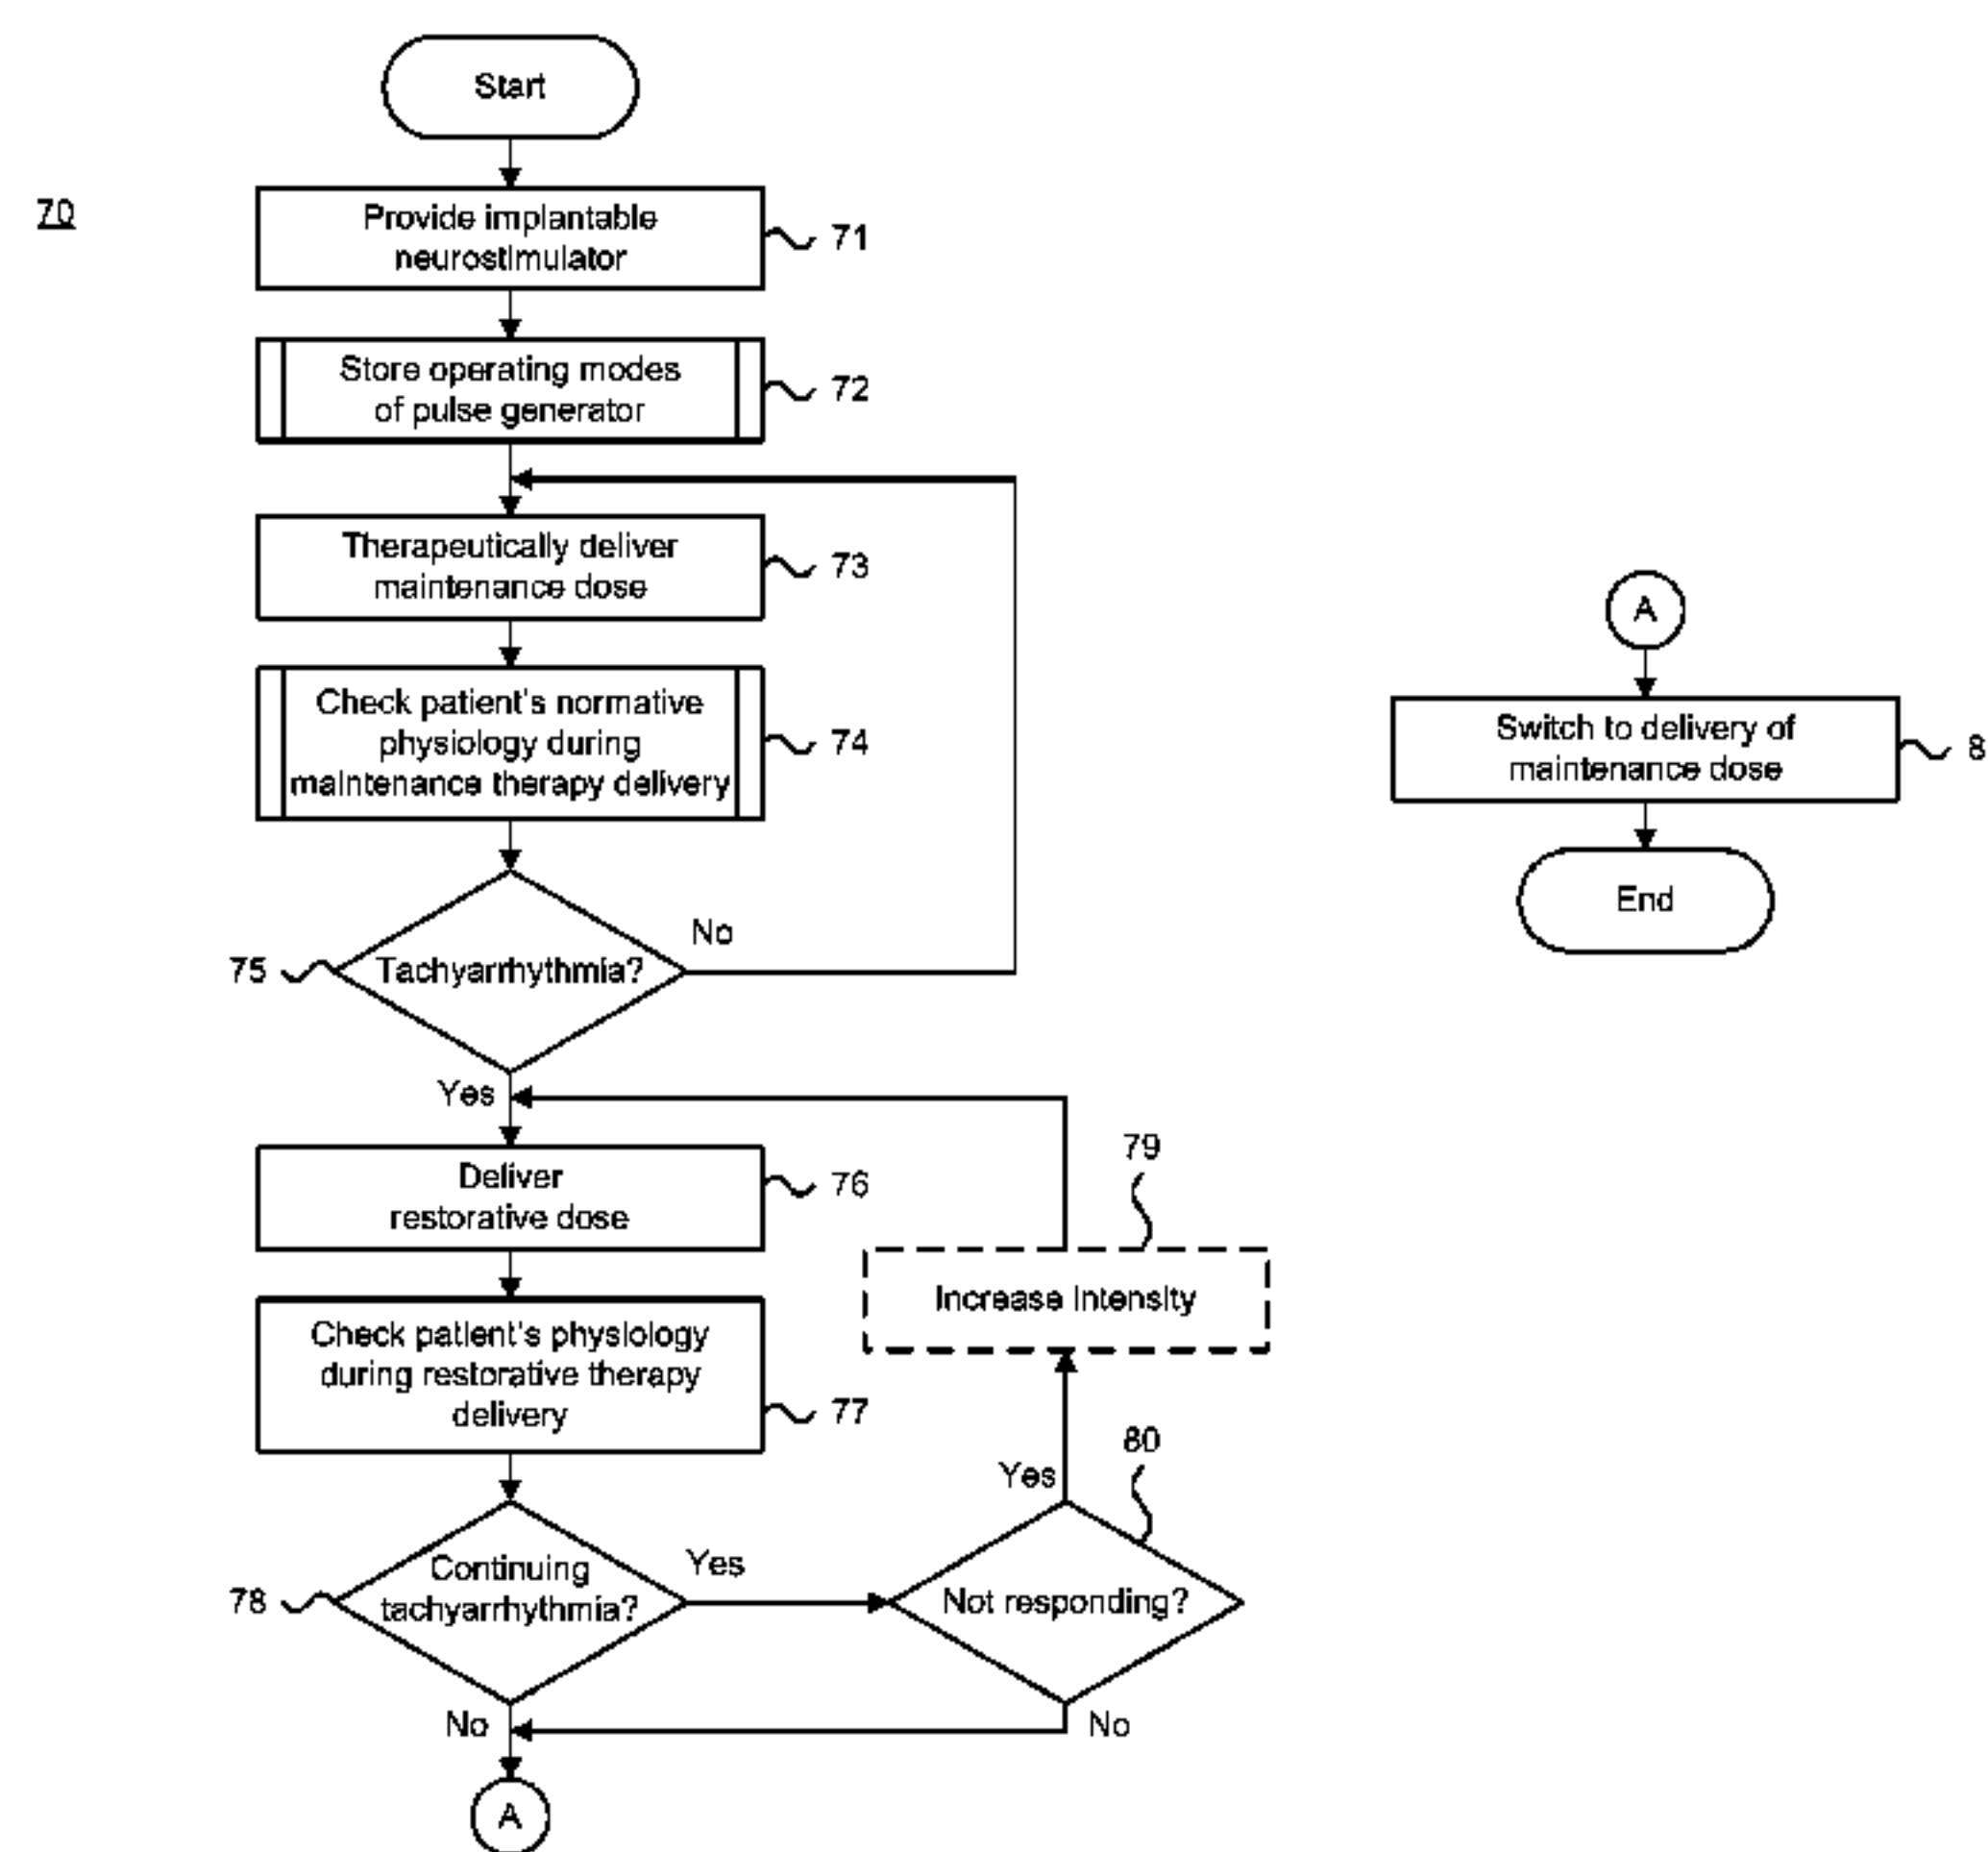 Start
70
Provide implantable
neurostimulator
71
Store operating modes
of pulse generator
72
Therapeutically deliver
maintenance dose
73
Check patient's normative
physiology during
maintenance therapy delivery
74
Tachyarrhythmia?
75
No
Yes
Deliver
restorative dose
76
Check patient's physiology
during restorative therapy
delivery
77
Continuing
tachyarrhythmia?
78
Yes
No
79
Increase intensity
Yes
80
Not responding?
No
A
A
Switch to delivery of
maintenance dose
8
End